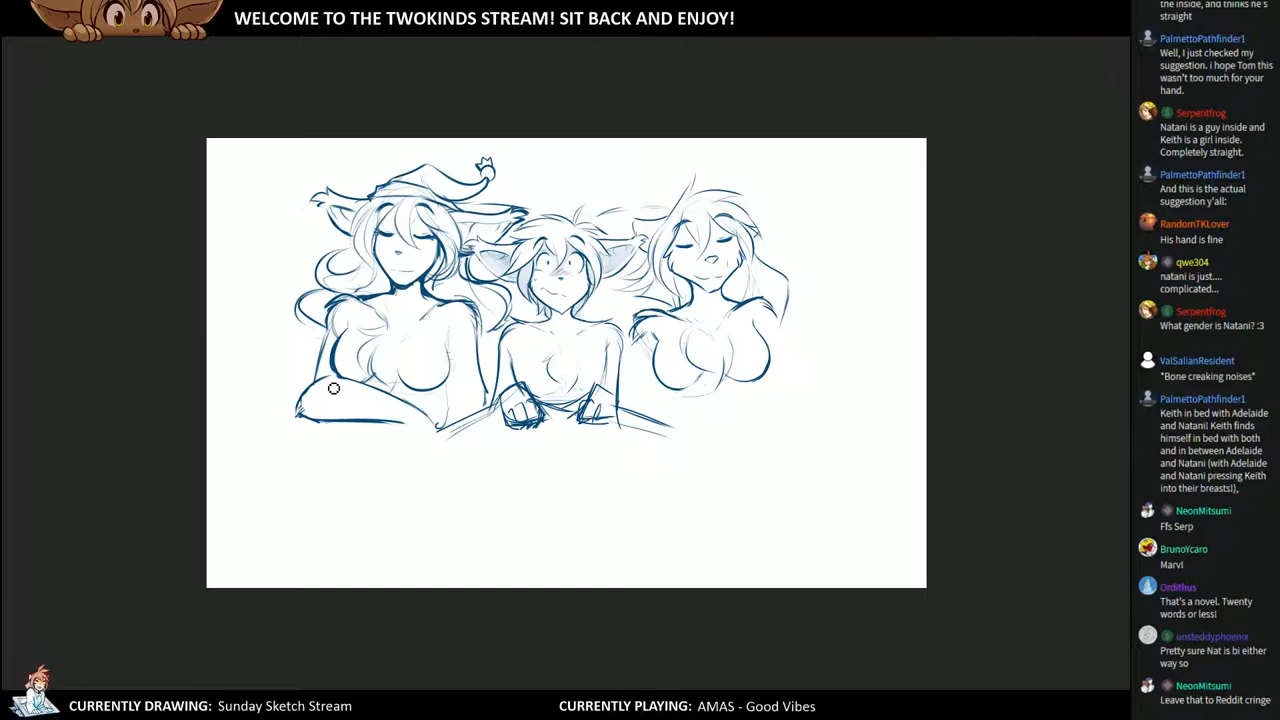 WELCOME TO THE TWOKINDS STREAM! SIT BACK AND ENJOY!
the inside, and thinks he's
straight
PalmettoPathfinder1
Well, I just checked my
suggestion. i hope Tom this
wasn't too much for your
hand.
Serpentfrog
Natani is a guy inside and
Keith is a girl inside.
Completely straight.
PalmettoPathfinder1
And this is the actual
suggestion y'all:
RandomTKLover
His hand is fine
qwe304
natani is just....
complicated...
Serpentfrog
What gender is Natani? :3
ValSalianResident
*Bone creaking noises*
PalmettoPathfinder1
Keith in bed with Adelaide
and Natani! Keith finds
himself in bed with both
and in between Adelaide
and Natani (with Adelaide
and Natani pressing Keith
into their breasts!),
NeonMitsumi
Ffs Serp
BrunoYcaro
Marv!
Ordithus
That's a novel. Twenty
words or less!
unsteddyphoenix
Pretty sure Nat is bi either
way so
NeonMitsumi
Leave that to Reddit cringe
CURRENTLY DRAWING: Sunday Sketch Stream
CURRENTLY PLAYING: AMAS - Good Vibes